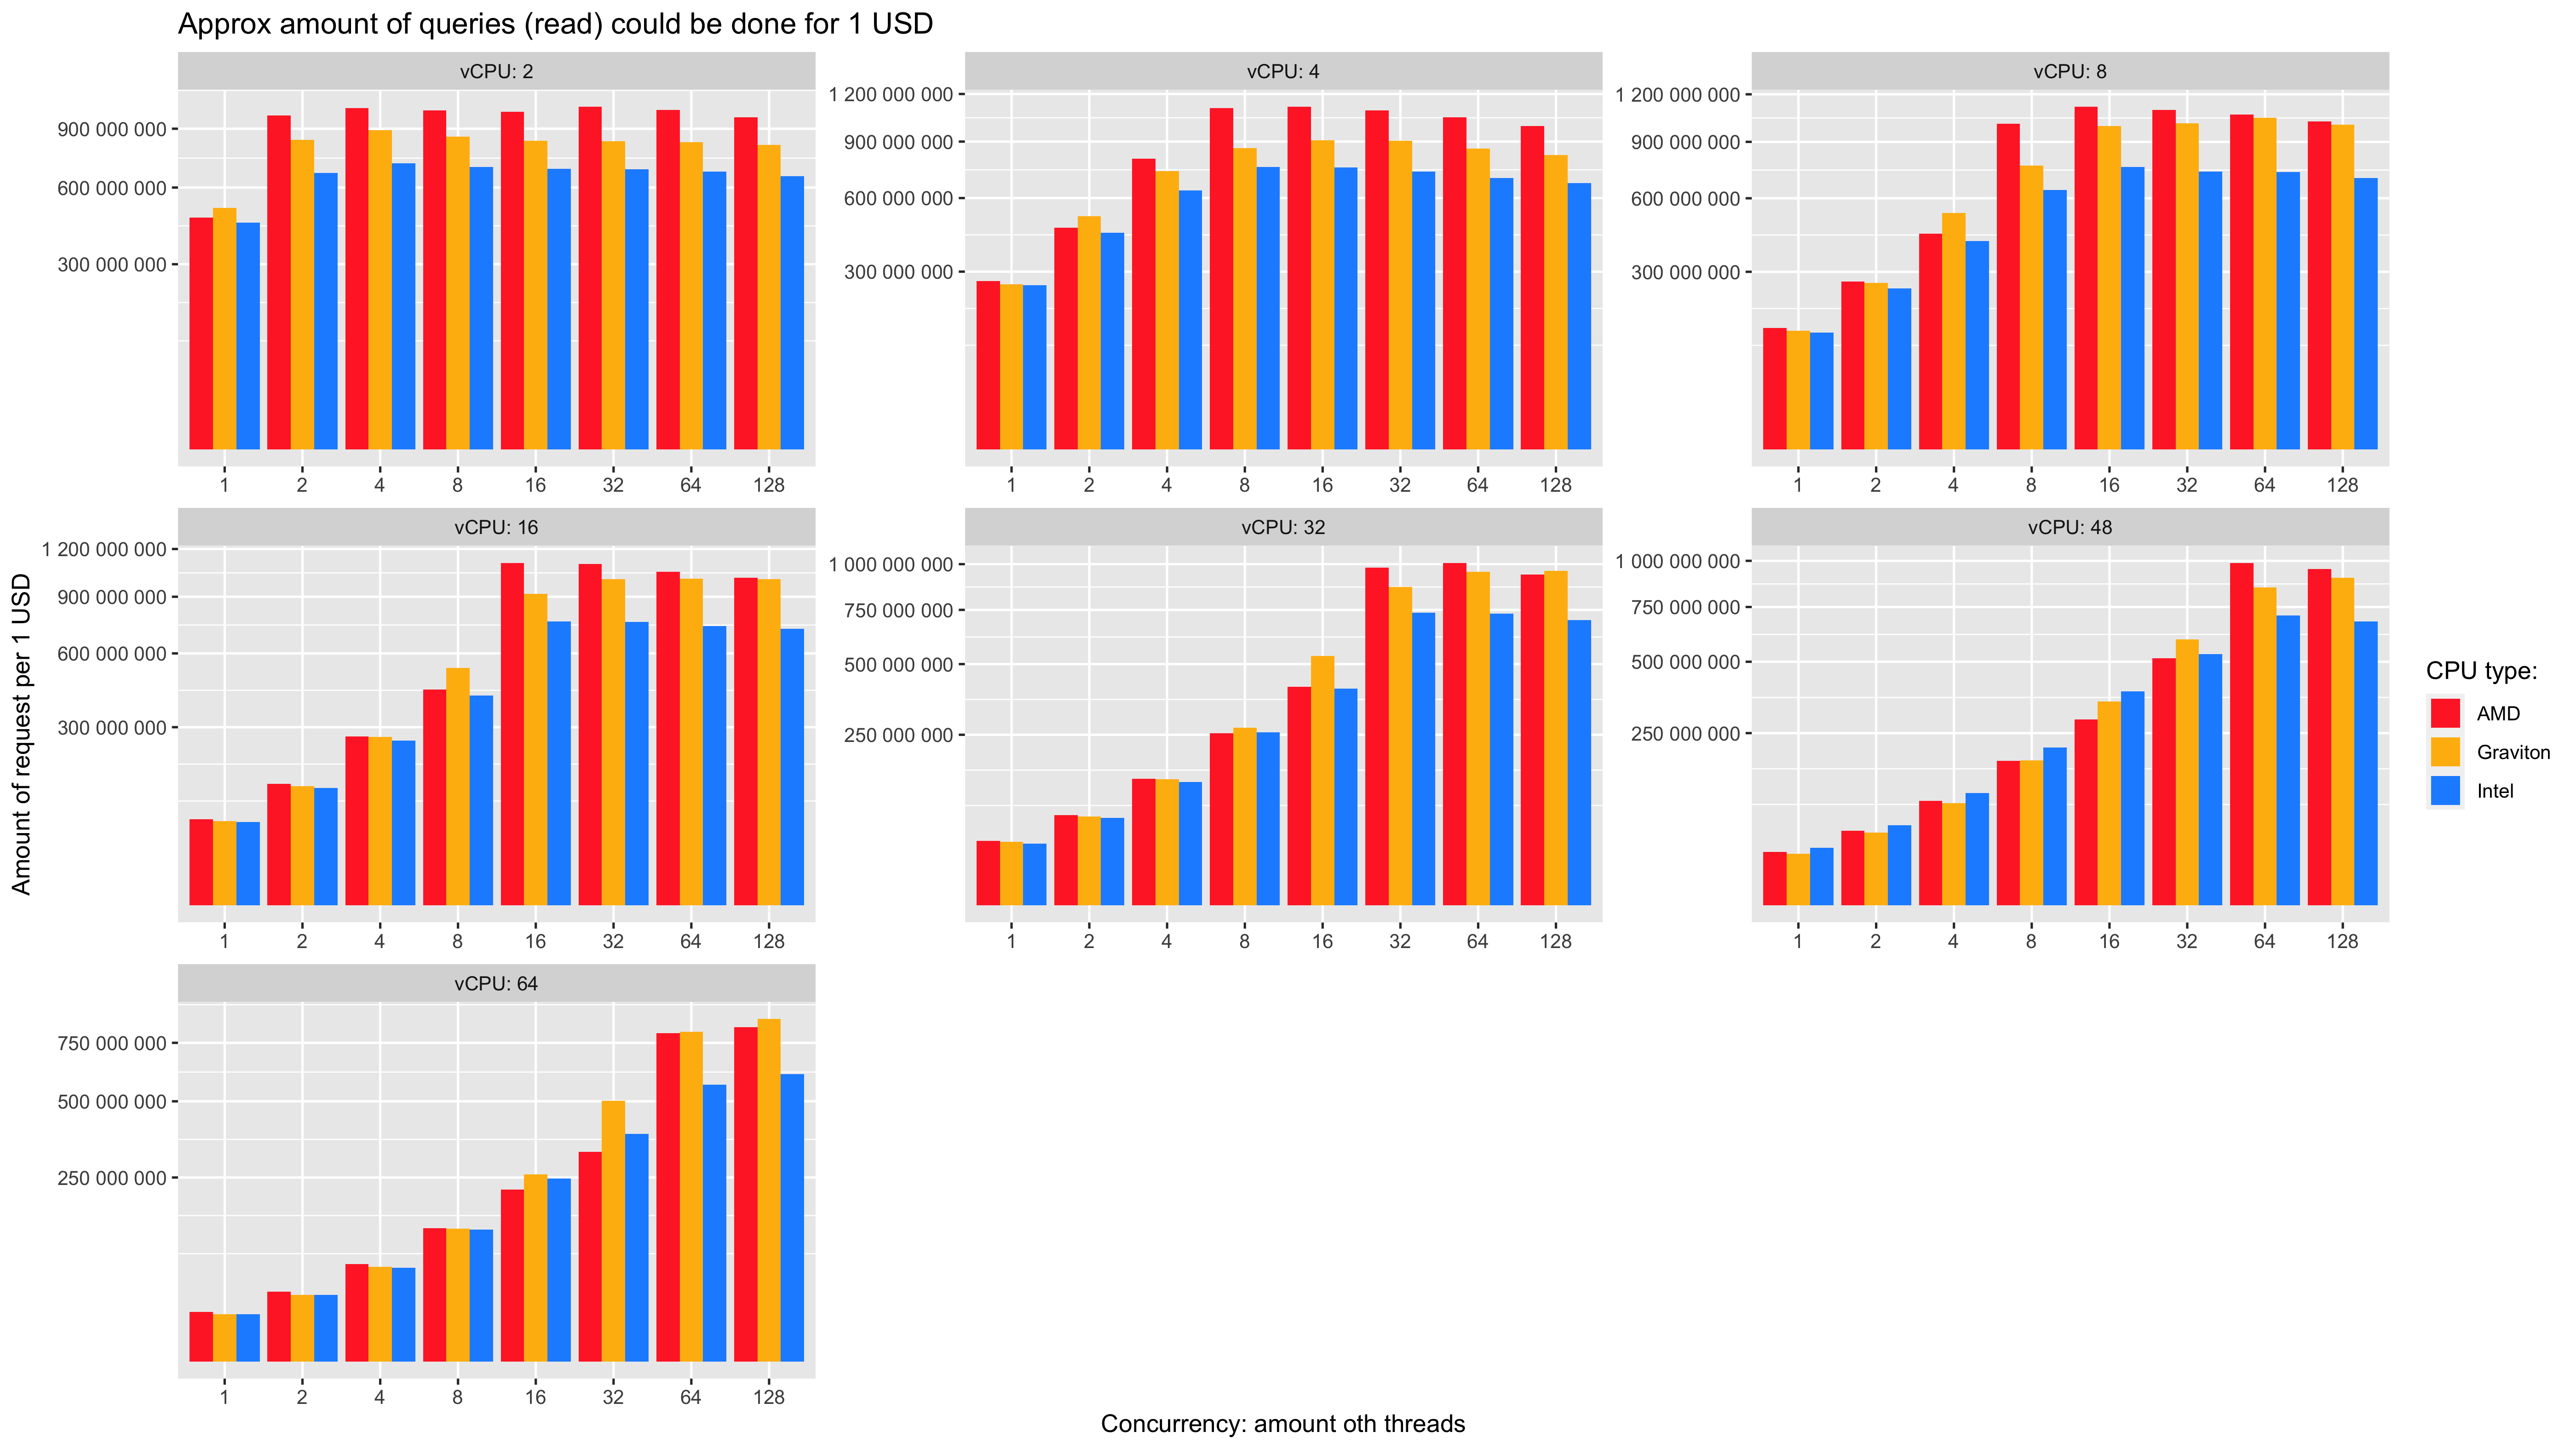 Approx amount of queries (read) could be done for 1 USD
vCPU: 2
900 000 000
600 000 000
300 000 000
1 2 4 8 16 32 64 128
vCPU: 4
1 200 000 000
900 000 000
600 000 000
300 000 000
1 2 4 8 16 32 64 128
vCPU: 8
1 200 000 000
900 000 000
600 000 000
300 000 000
1 2 4 8 16 32 64 128
Amount of request per 1 USD
vCPU: 16
1 200 000 000
900 000 000
600 000 000
300 000 000
1 2 4 8 16 32 64 128
vCPU: 32
1 000 000 000
750 000 000
500 000 000
250 000 000
1 2 4 8 16 32 64 128
vCPU: 48
1 000 000 000
750 000 000
500 000 000
250 000 000
1 2 4 8 16 32 64 128
CPU type:
AMD
Graviton
Intel
vCPU: 64
750 000 000
500 000 000
250 000 000
1 2 4 8 16 32 64 128
Concurrency: amount oth threads